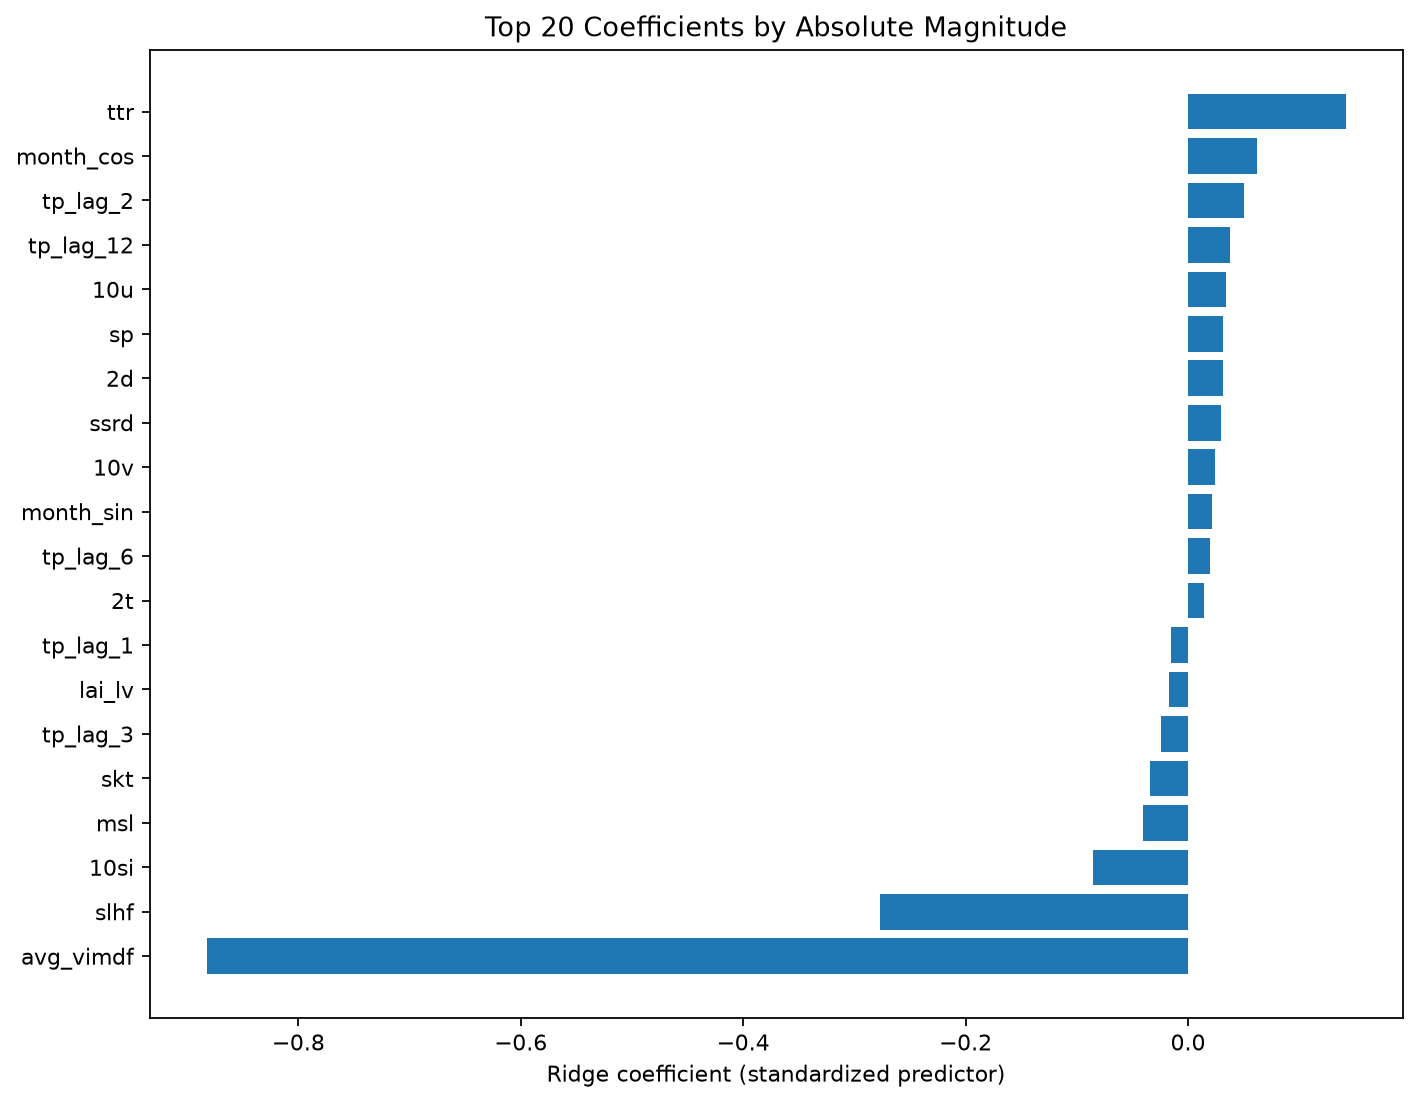 Top 20 Coefficients by Absolute Magnitude
ttr
month_cos
tp_lag_2
tp_lag_12
10u
sp
2d
ssrd
10v
month_sin
tp_lag_6
2t
tp_lag_1
lai_lv
tp_lag_3
skt
msl
10si
slhf
avg_vimdf
−0.8 −0.6 −0.4 −0.2 0.0
Ridge coefficient (standardized predictor)